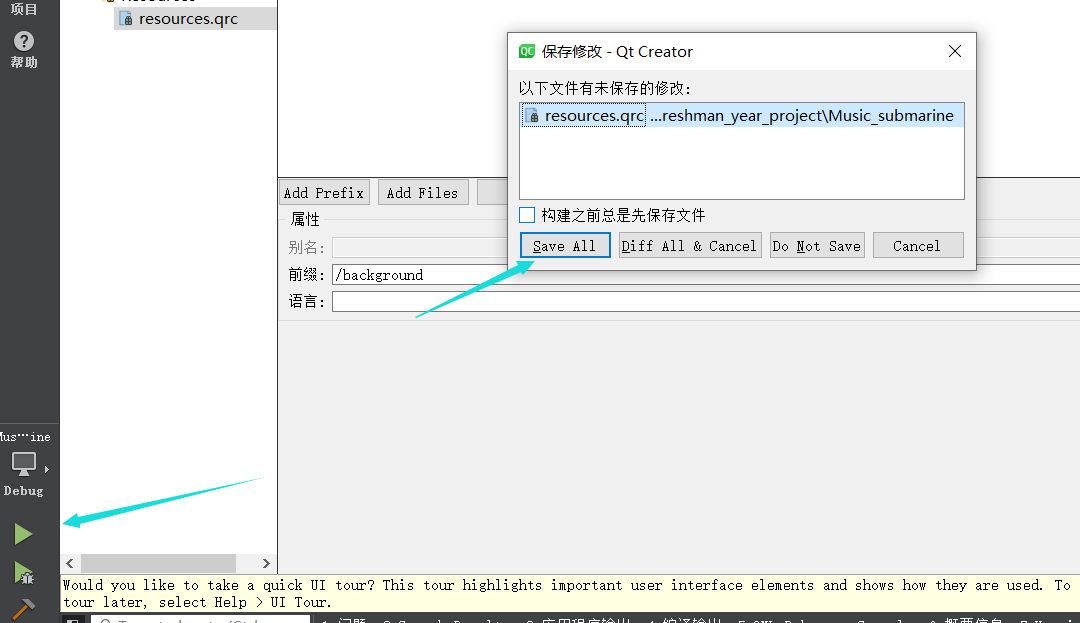 项目
resources.qrc
帮助
保存修改 - Qt Creator
以下文件有未保存的修改:
resources.qrc ...reshman_year_project\Music_submarine
构建之前总是先保存文件
Save All Diff All & Cancel Do Not Save Cancel
Add Prefix Add Files
属性
别名:
前缀: /background
语言:
Mus…ine
Debug
Would you like to take a quick UI tour? This tour highlights important user interface elements and shows how they are used. To
tour later, select Help > UI Tour.